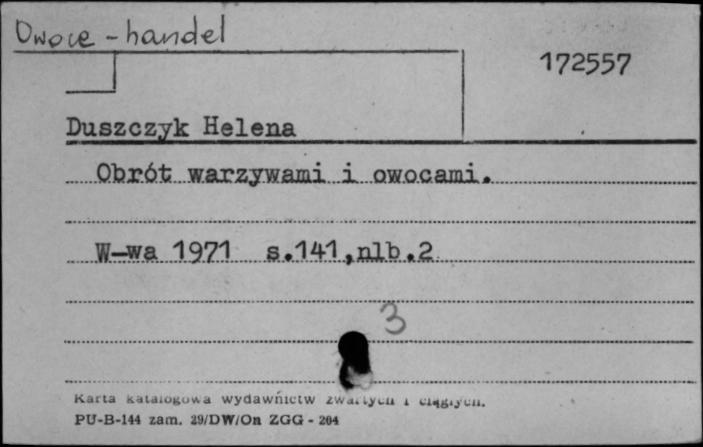 Owoce - handel
172557
Duszczyk Helena
Obrót warzywami i owocami.
W-wa 1971 s.141,nlb.2
3
Karta katalogowa wydawnictw zwartych i ciągłych.
PU-B-144 zam. 29/DW/On ZGG - 204